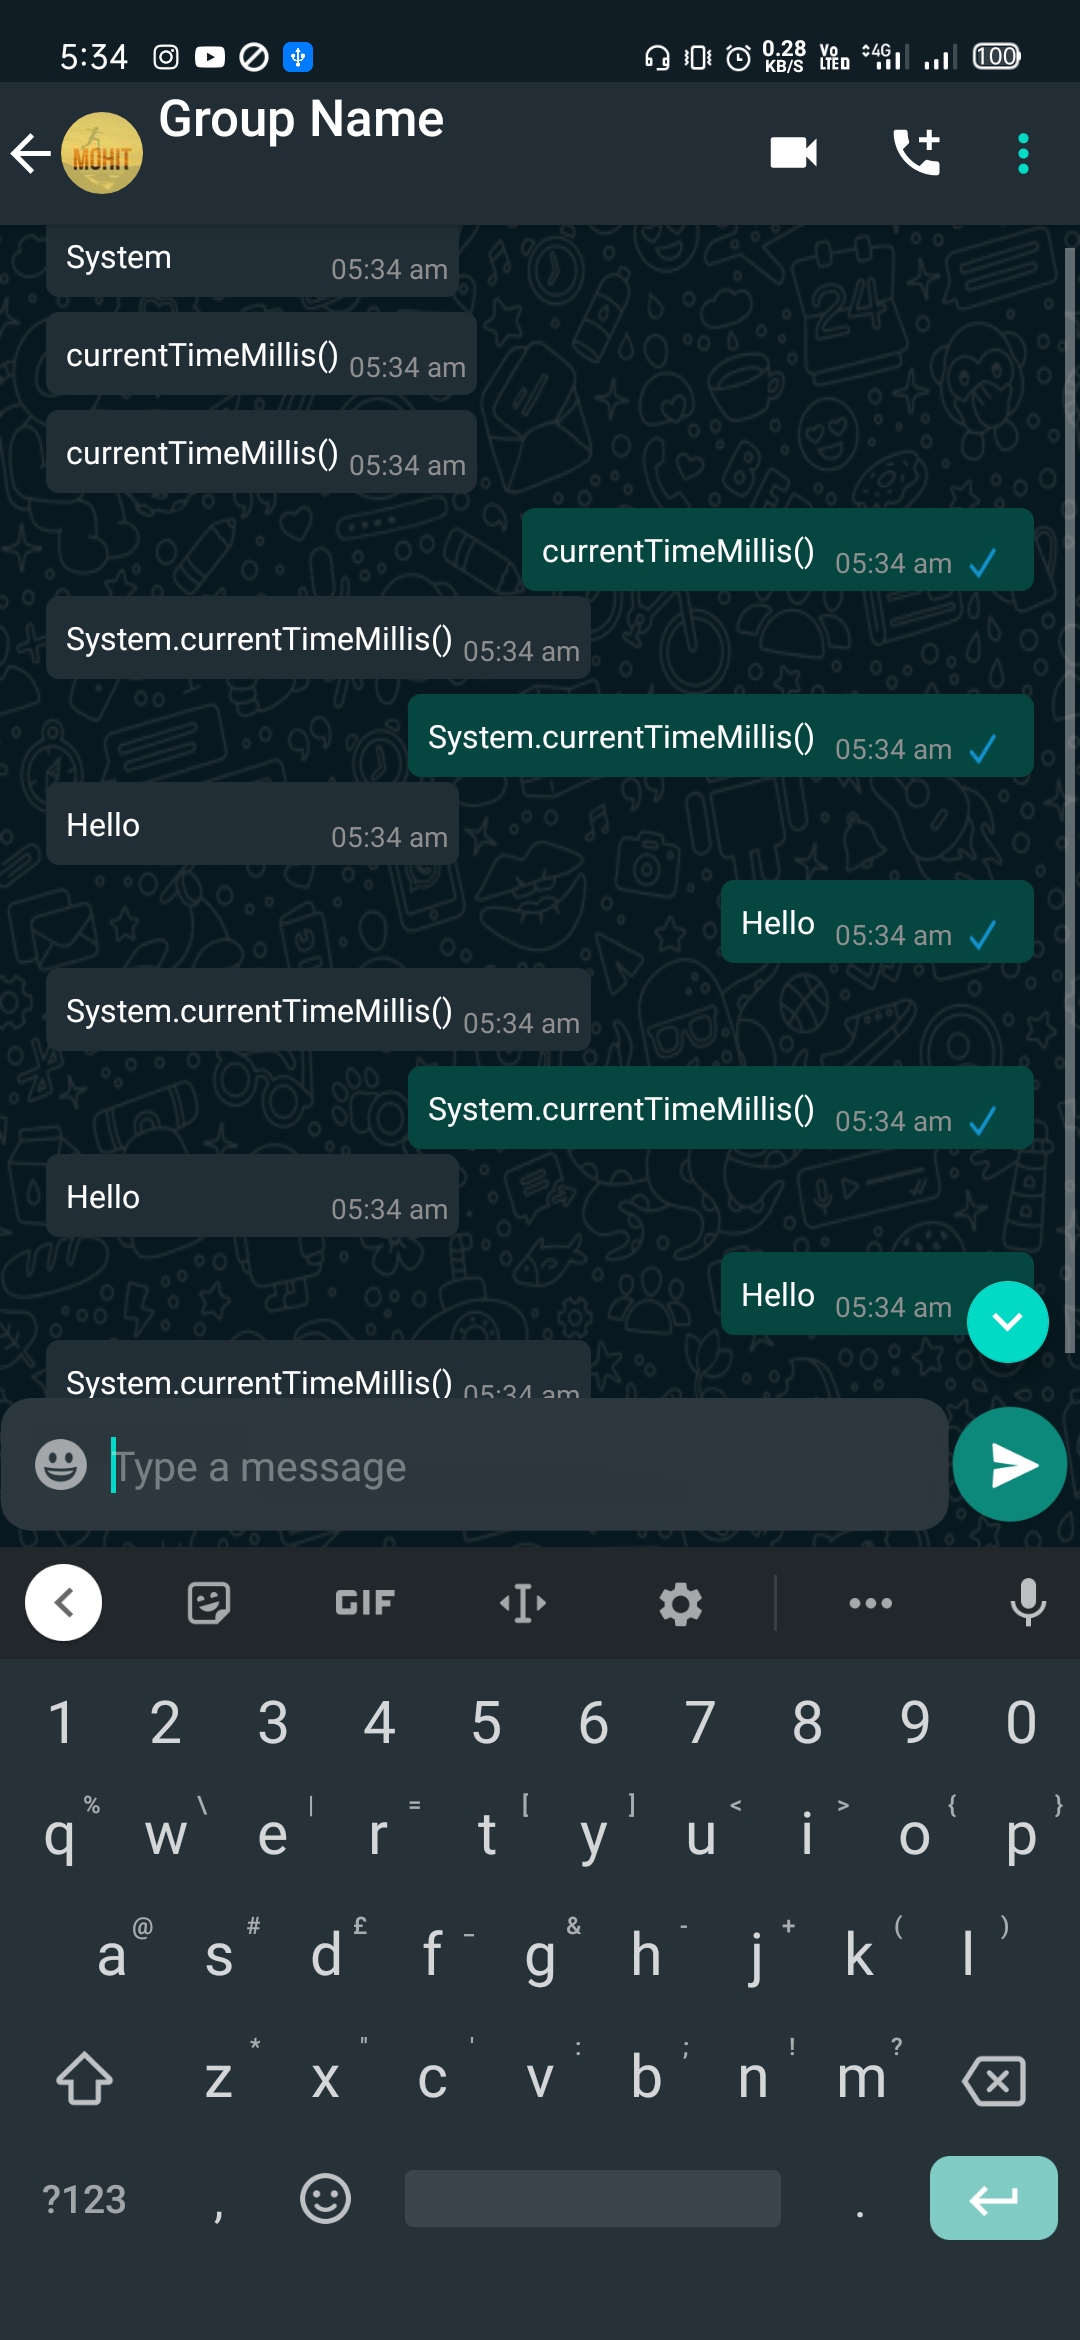 5:34 0.28 KB/S Vo LTED 4G 100
Group Name
MOHIT
System 05:34 am
currentTimeMillis() 05:34 am
currentTimeMillis() 05:34 am
currentTimeMillis() 05:34 am
System.currentTimeMillis() 05:34 am
System.currentTimeMillis() 05:34 am
Hello 05:34 am
Hello 05:34 am
System.currentTimeMillis() 05:34 am
System.currentTimeMillis() 05:34 am
Hello 05:34 am
Hello 05:34 am
System.currentTimeMillis() 05:34 am
Type a message
GIF
1 2 3 4 5 6 7 8 9 0
% \ | = [ ] < > { }
q w e r t y u i o p
@ # £ _ & - + ( )
a s d f g h j k l
* " ' : ; ! ?
z x c v b n m
?123 , .